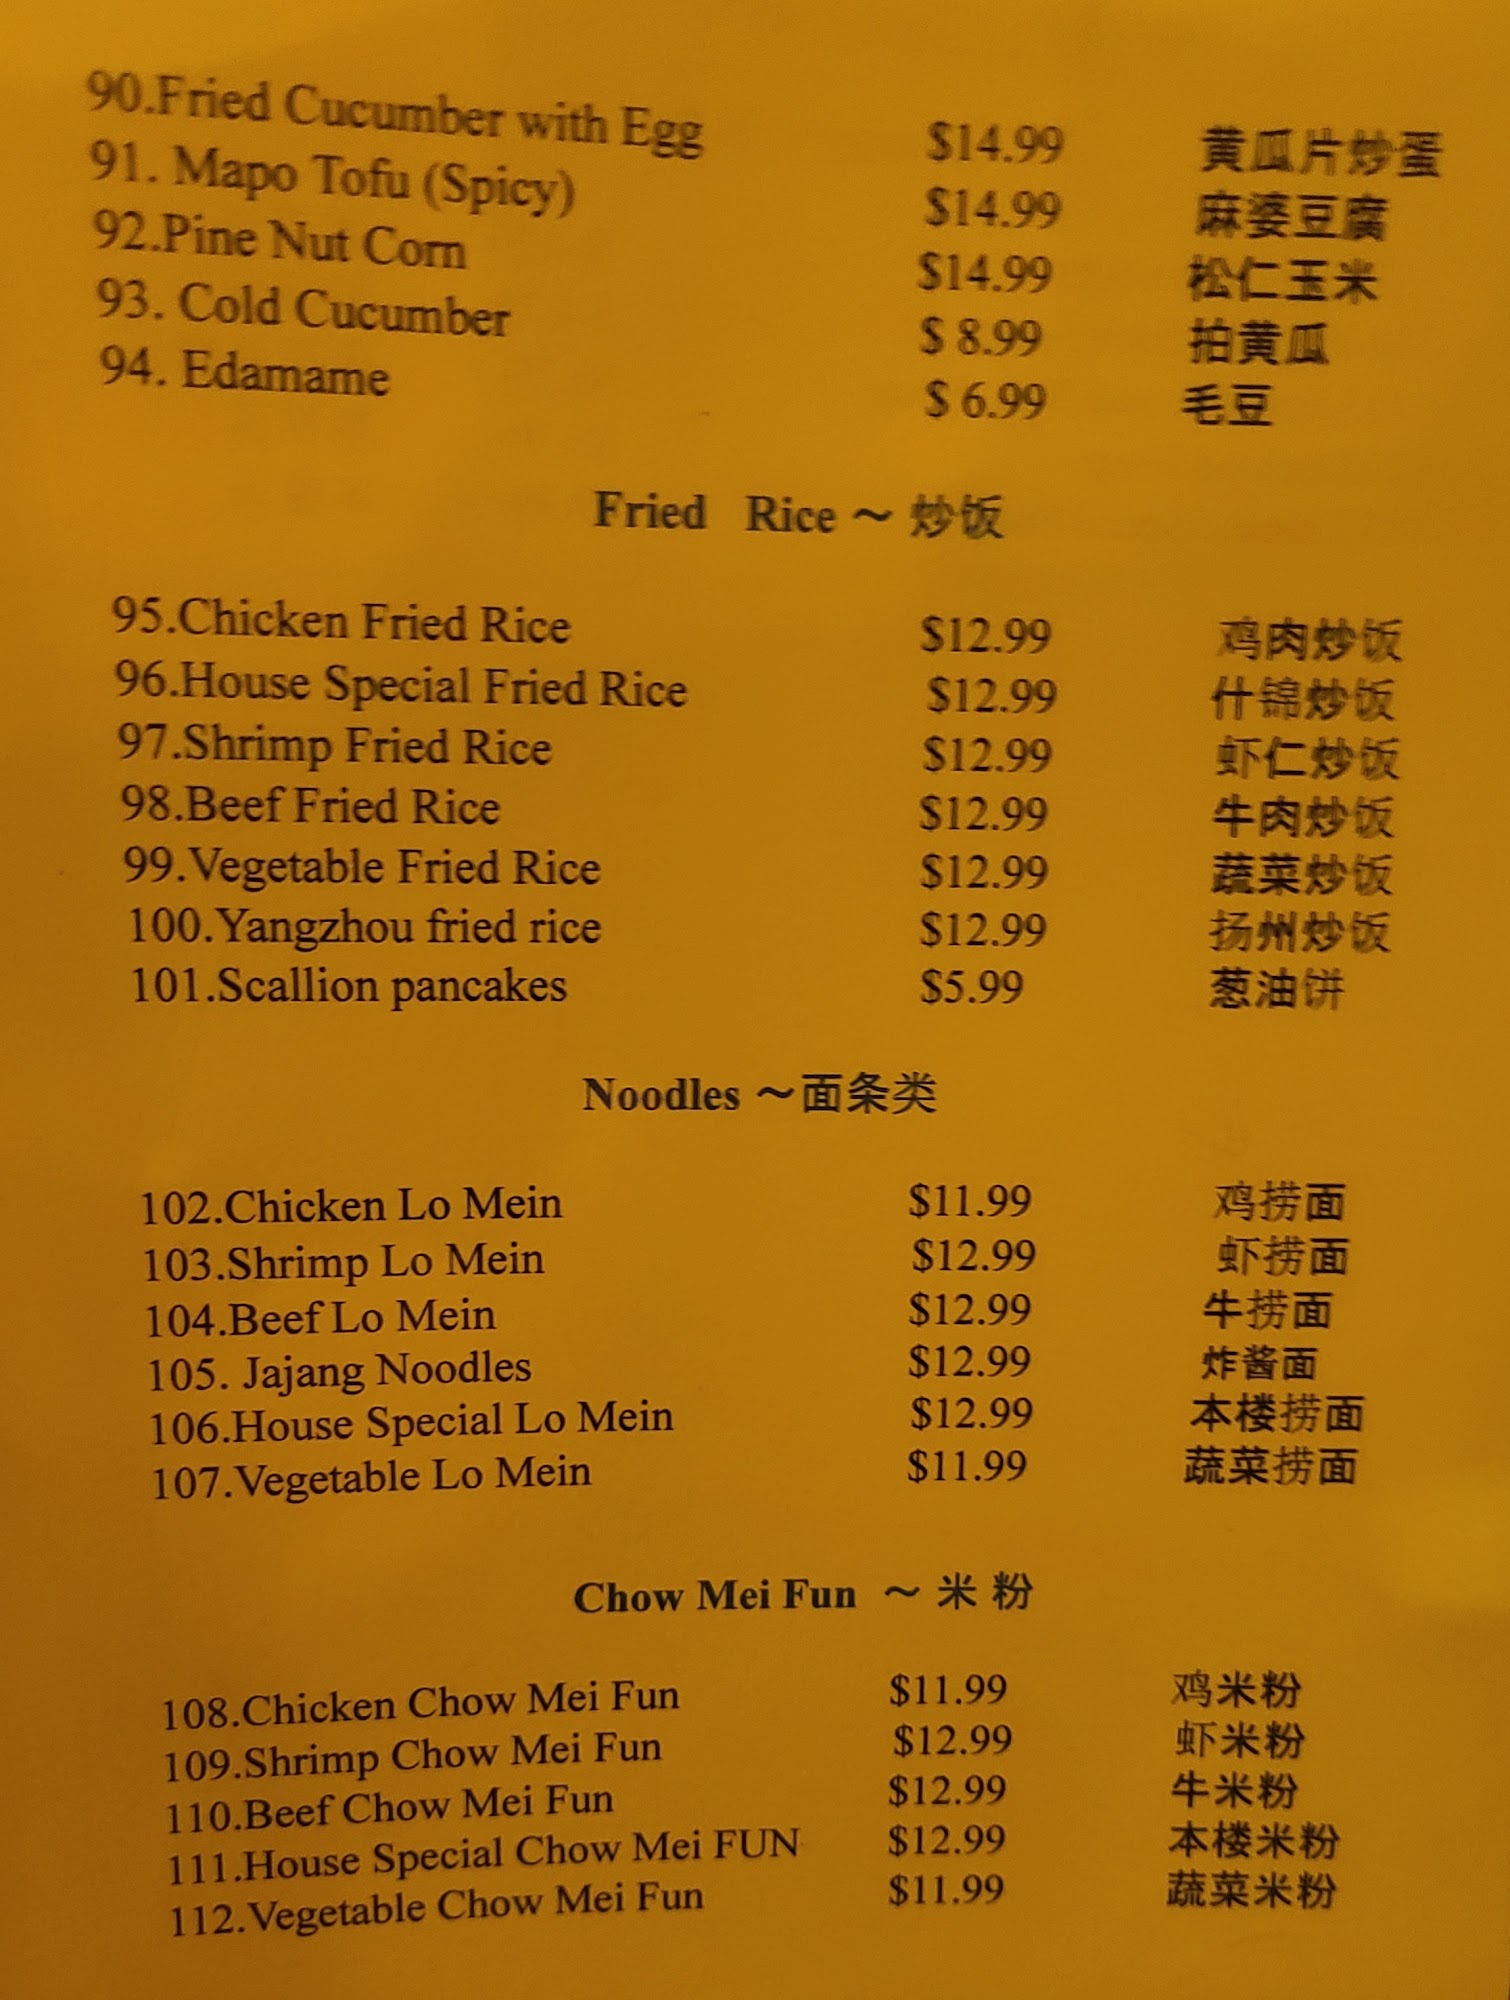 90.Fried Cucumber with Egg $14.99 黄瓜片炒蛋
91. Mapo Tofu (Spicy) $14.99 麻婆豆腐
92.Pine Nut Corn $14.99 松仁玉米
93. Cold Cucumber $ 8.99 拍黄瓜
94. Edamame $ 6.99 毛豆
Fried Rice ～ 炒饭
95.Chicken Fried Rice $12.99 鸡肉炒饭
96.House Special Fried Rice $12.99 什锦炒饭
97.Shrimp Fried Rice $12.99 虾仁炒饭
98.Beef Fried Rice $12.99 牛肉炒饭
99.Vegetable Fried Rice $12.99 蔬菜炒饭
100.Yangzhou fried rice $12.99 扬州炒饭
101.Scallion pancakes $5.99 葱油饼
Noodles ～面条类
102.Chicken Lo Mein $11.99 鸡捞面
103.Shrimp Lo Mein $12.99 虾捞面
104.Beef Lo Mein $12.99 牛捞面
105. Jajang Noodles $12.99 炸酱面
106.House Special Lo Mein $12.99 本楼捞面
107.Vegetable Lo Mein $11.99 蔬菜捞面
Chow Mei Fun ～ 米 粉
108.Chicken Chow Mei Fun $11.99 鸡米粉
109.Shrimp Chow Mei Fun $12.99 虾米粉
110.Beef Chow Mei Fun $12.99 牛米粉
111.House Special Chow Mei FUN $12.99 本楼米粉
112.Vegetable Chow Mei Fun $11.99 蔬菜米粉